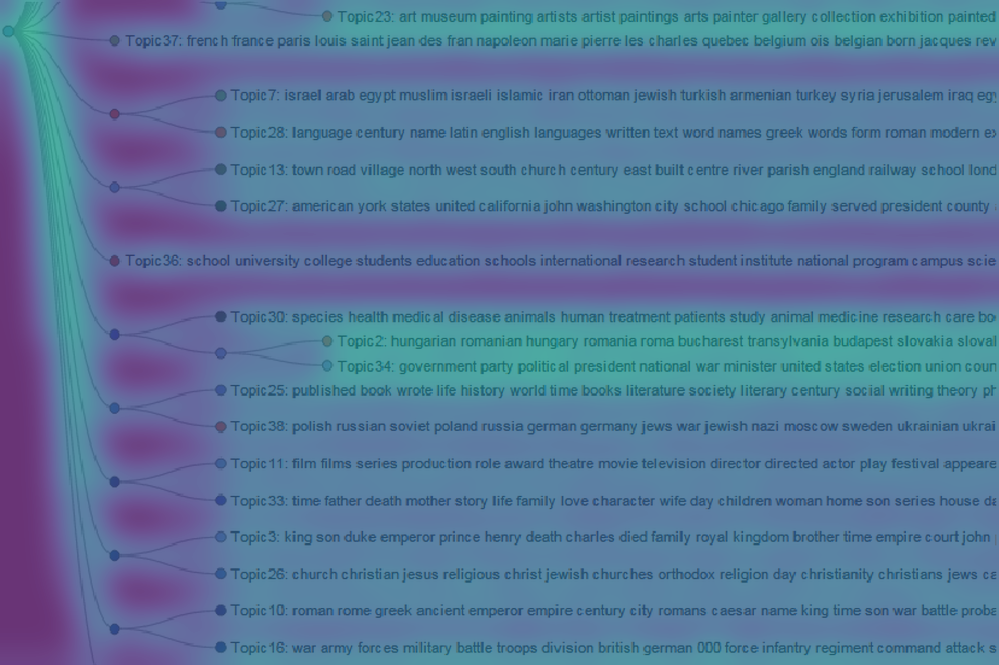 Topic23: art museum painting artists artist paintings arts painter gallery collection exhibition painted
Topic37: french france paris louis saint jean des fran napoleon marie pierre les charles quebec belgium ois belgian born jacques rev
Topic7: israel arab egypt muslim israeli islamic iran ottoman jewish turkish armenian turkey syria jerusalem iraq egy
Topic28: language century name latin english languages written text word names greek words form roman modern ex
Topic13: town road village north west south church century east built centre river parish england railway school lond
Topic27: american york states united california john washington city school chicago family served president county
Topic36: school university college students education schools international research student institute national program campus scie
Topic30: species health medical disease animals human treatment patients study animal medicine research care bo
Topic2: hungarian romanian hungary romania roma bucharest transylvania budapest slovakia sloval
Topic34: government party political president national war minister united states election union coun
Topic25: published book wrote life history world time books literature society literary century social writing theory ph
Topic38: polish russian soviet poland russia german germany jews war jewish nazi moscow sweden ukrainian ukrai
Topic11: film films series production role award theatre movie television director directed actor play festival appeare
Topic33: time father death mother story life family love character wife day children woman home son series house da
Topic3: king son duke emperor prince henry death charles died family royal kingdom brother time empire court john
Topic26: church christian jesus religious christ jewish churches orthodox religion day christianity christians jews ca
Topic10: roman rome greek ancient emperor empire century city romans caesar name king time son war battle proba
Topic16: war army forces military battle troops division british german 000 force infantry regiment command attack s